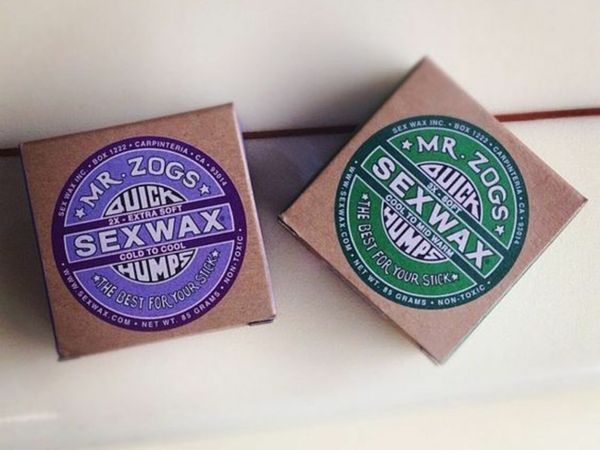 SEX WAX INC. • BOX 1222 • CARPINTERIA • CA • 93014
★ MR. ZOGS ★
QUICK
2X - EXTRA SOFT
SEXWAX
COLD TO COOL
HUMPS
★ THE BEST FOR YOUR STICK ★
• WWW.SEXWAX.COM • NET WT. 85 GRAMS • NON-TOXIC •
SEX WAX INC. • BOX 1222 • CARPINTERIA • CA • 93014
★ MR. ZOGS ★
QUICK
3X - SOFT
SEXWAX
COOL TO MID WARM
HUMPS
★ THE BEST FOR YOUR STICK ★
• WWW.SEXWAX.COM • NET WT. 85 GRAMS • NON-TOXIC •